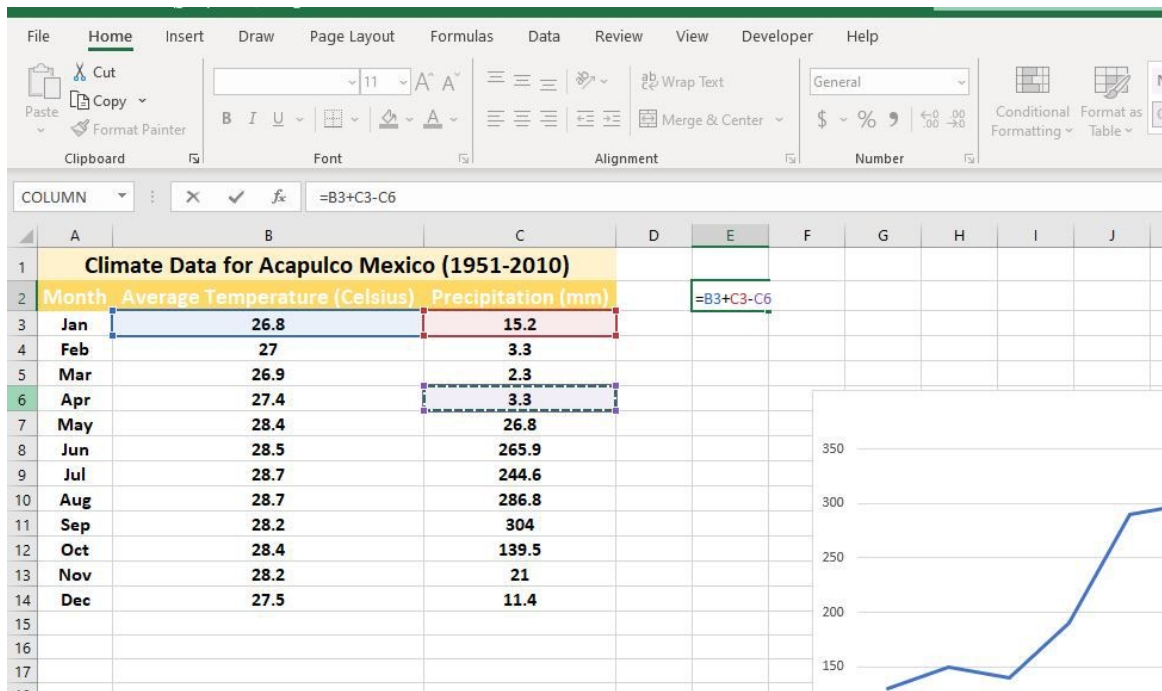 File Home Insert Draw Page Layout Formulas Data Review View Developer Help
Cut
Copy
Paste
Format Painter
11
A A
B I U
A
ab
Wrap Text
Merge & Center
General
$ % 9
Conditional Formatting
Format as Table
Clipboard Font Alignment Number
COLUMN fx =B3+C3-C6
A B C D E F G H I J
1 Climate Data for Acapulco Mexico (1951-2010)
2 Month Average Temperature (Celsius) Precipitation (mm) =B3+C3-C6
3 Jan 26.8 15.2
4 Feb 27 3.3
5 Mar 26.9 2.3
6 Apr 27.4 3.3
7 May 28.4 26.8
8 Jun 28.5 265.9
9 Jul 28.7 244.6
10 Aug 28.7 286.8
11 Sep 28.2 304
12 Oct 28.4 139.5
13 Nov 28.2 21
14 Dec 27.5 11.4
15
16
17
350
300
250
200
150